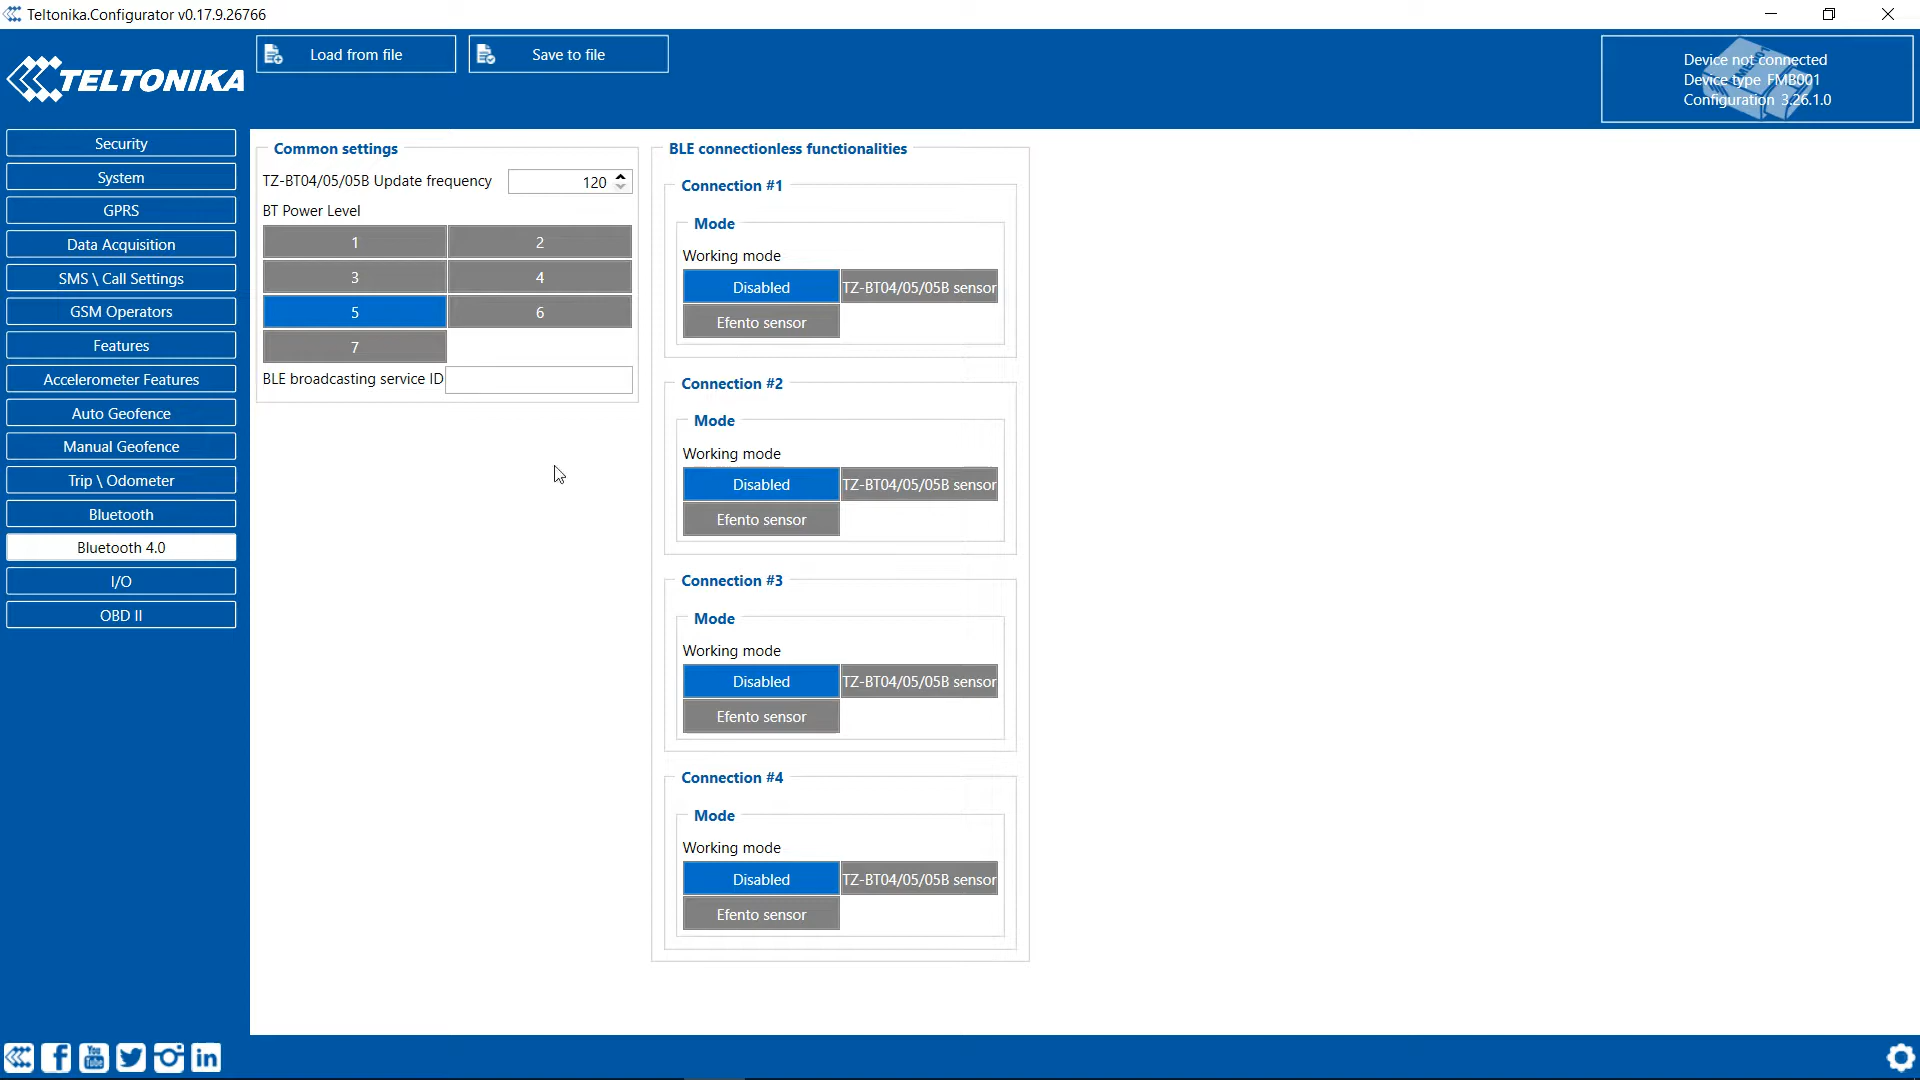 Teltonika.Configurator v0.17.9.26766
TELTONIKA
Load from file
Save to file
Device not connected
Device type FMB001
Configuration 3.26.1.0
Security
System
GPRS
Data Acquisition
SMS \ Call Settings
GSM Operators
Features
Accelerometer Features
Auto Geofence
Manual Geofence
Trip \ Odometer
Bluetooth
Bluetooth 4.0
I/O
OBD II
Common settings
TZ-BT04/05/05B Update frequency 120
BT Power Level
1 2
3 4
5 6
7
BLE broadcasting service ID
BLE connectionless functionalities
Connection #1
Mode
Working mode
Disabled TZ-BT04/05/05B sensor
Efento sensor
Connection #2
Mode
Working mode
Disabled TZ-BT04/05/05B sensor
Efento sensor
Connection #3
Mode
Working mode
Disabled TZ-BT04/05/05B sensor
Efento sensor
Connection #4
Mode
Working mode
Disabled TZ-BT04/05/05B sensor
Efento sensor
You
Tube
in